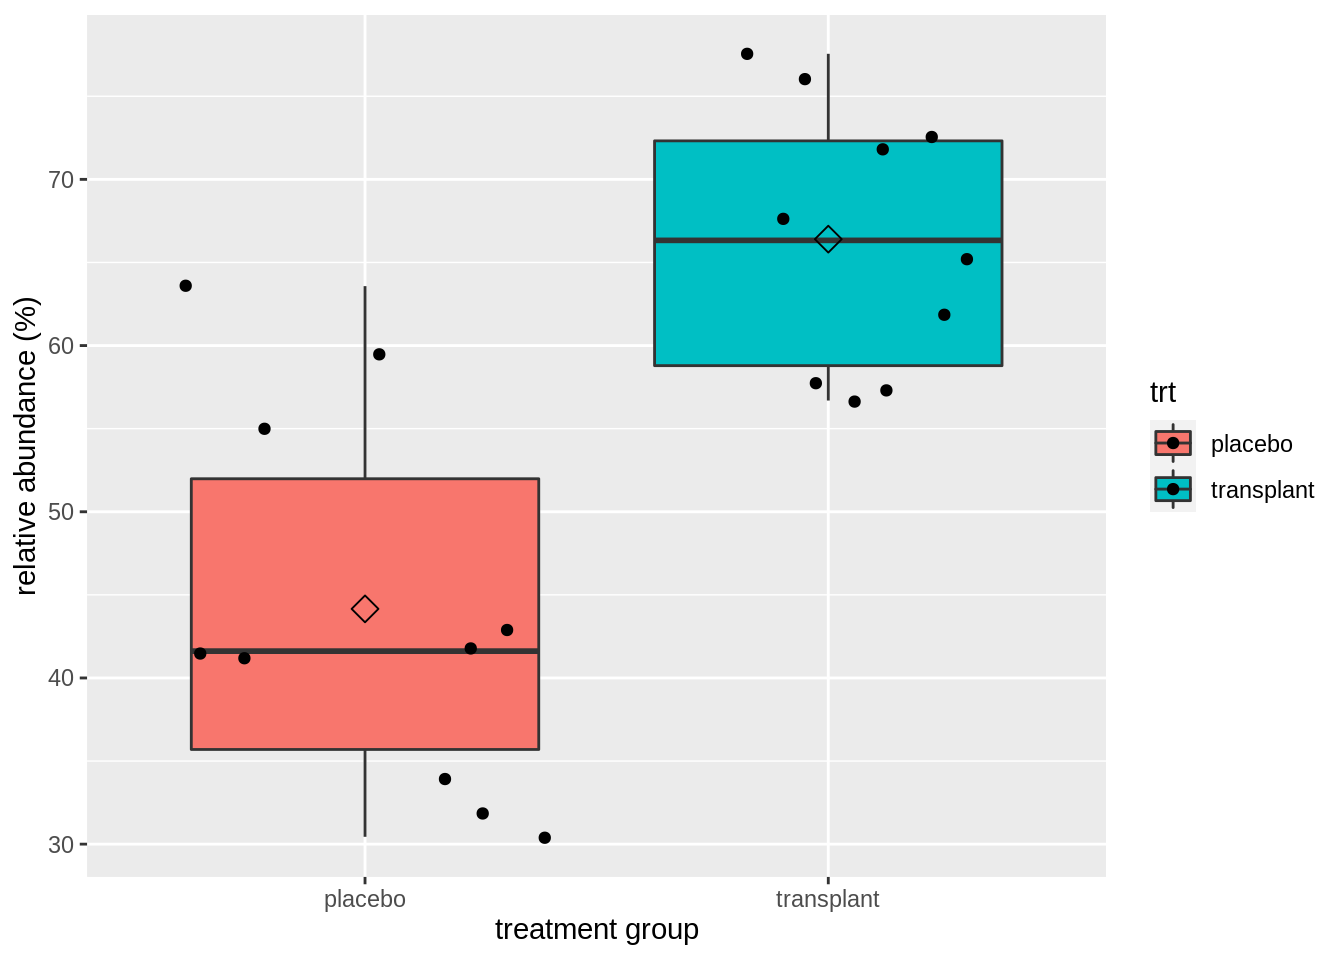 relative abundance (%)
70
60
50
40
30
placebo
transplant
treatment group
trt
placebo
transplant